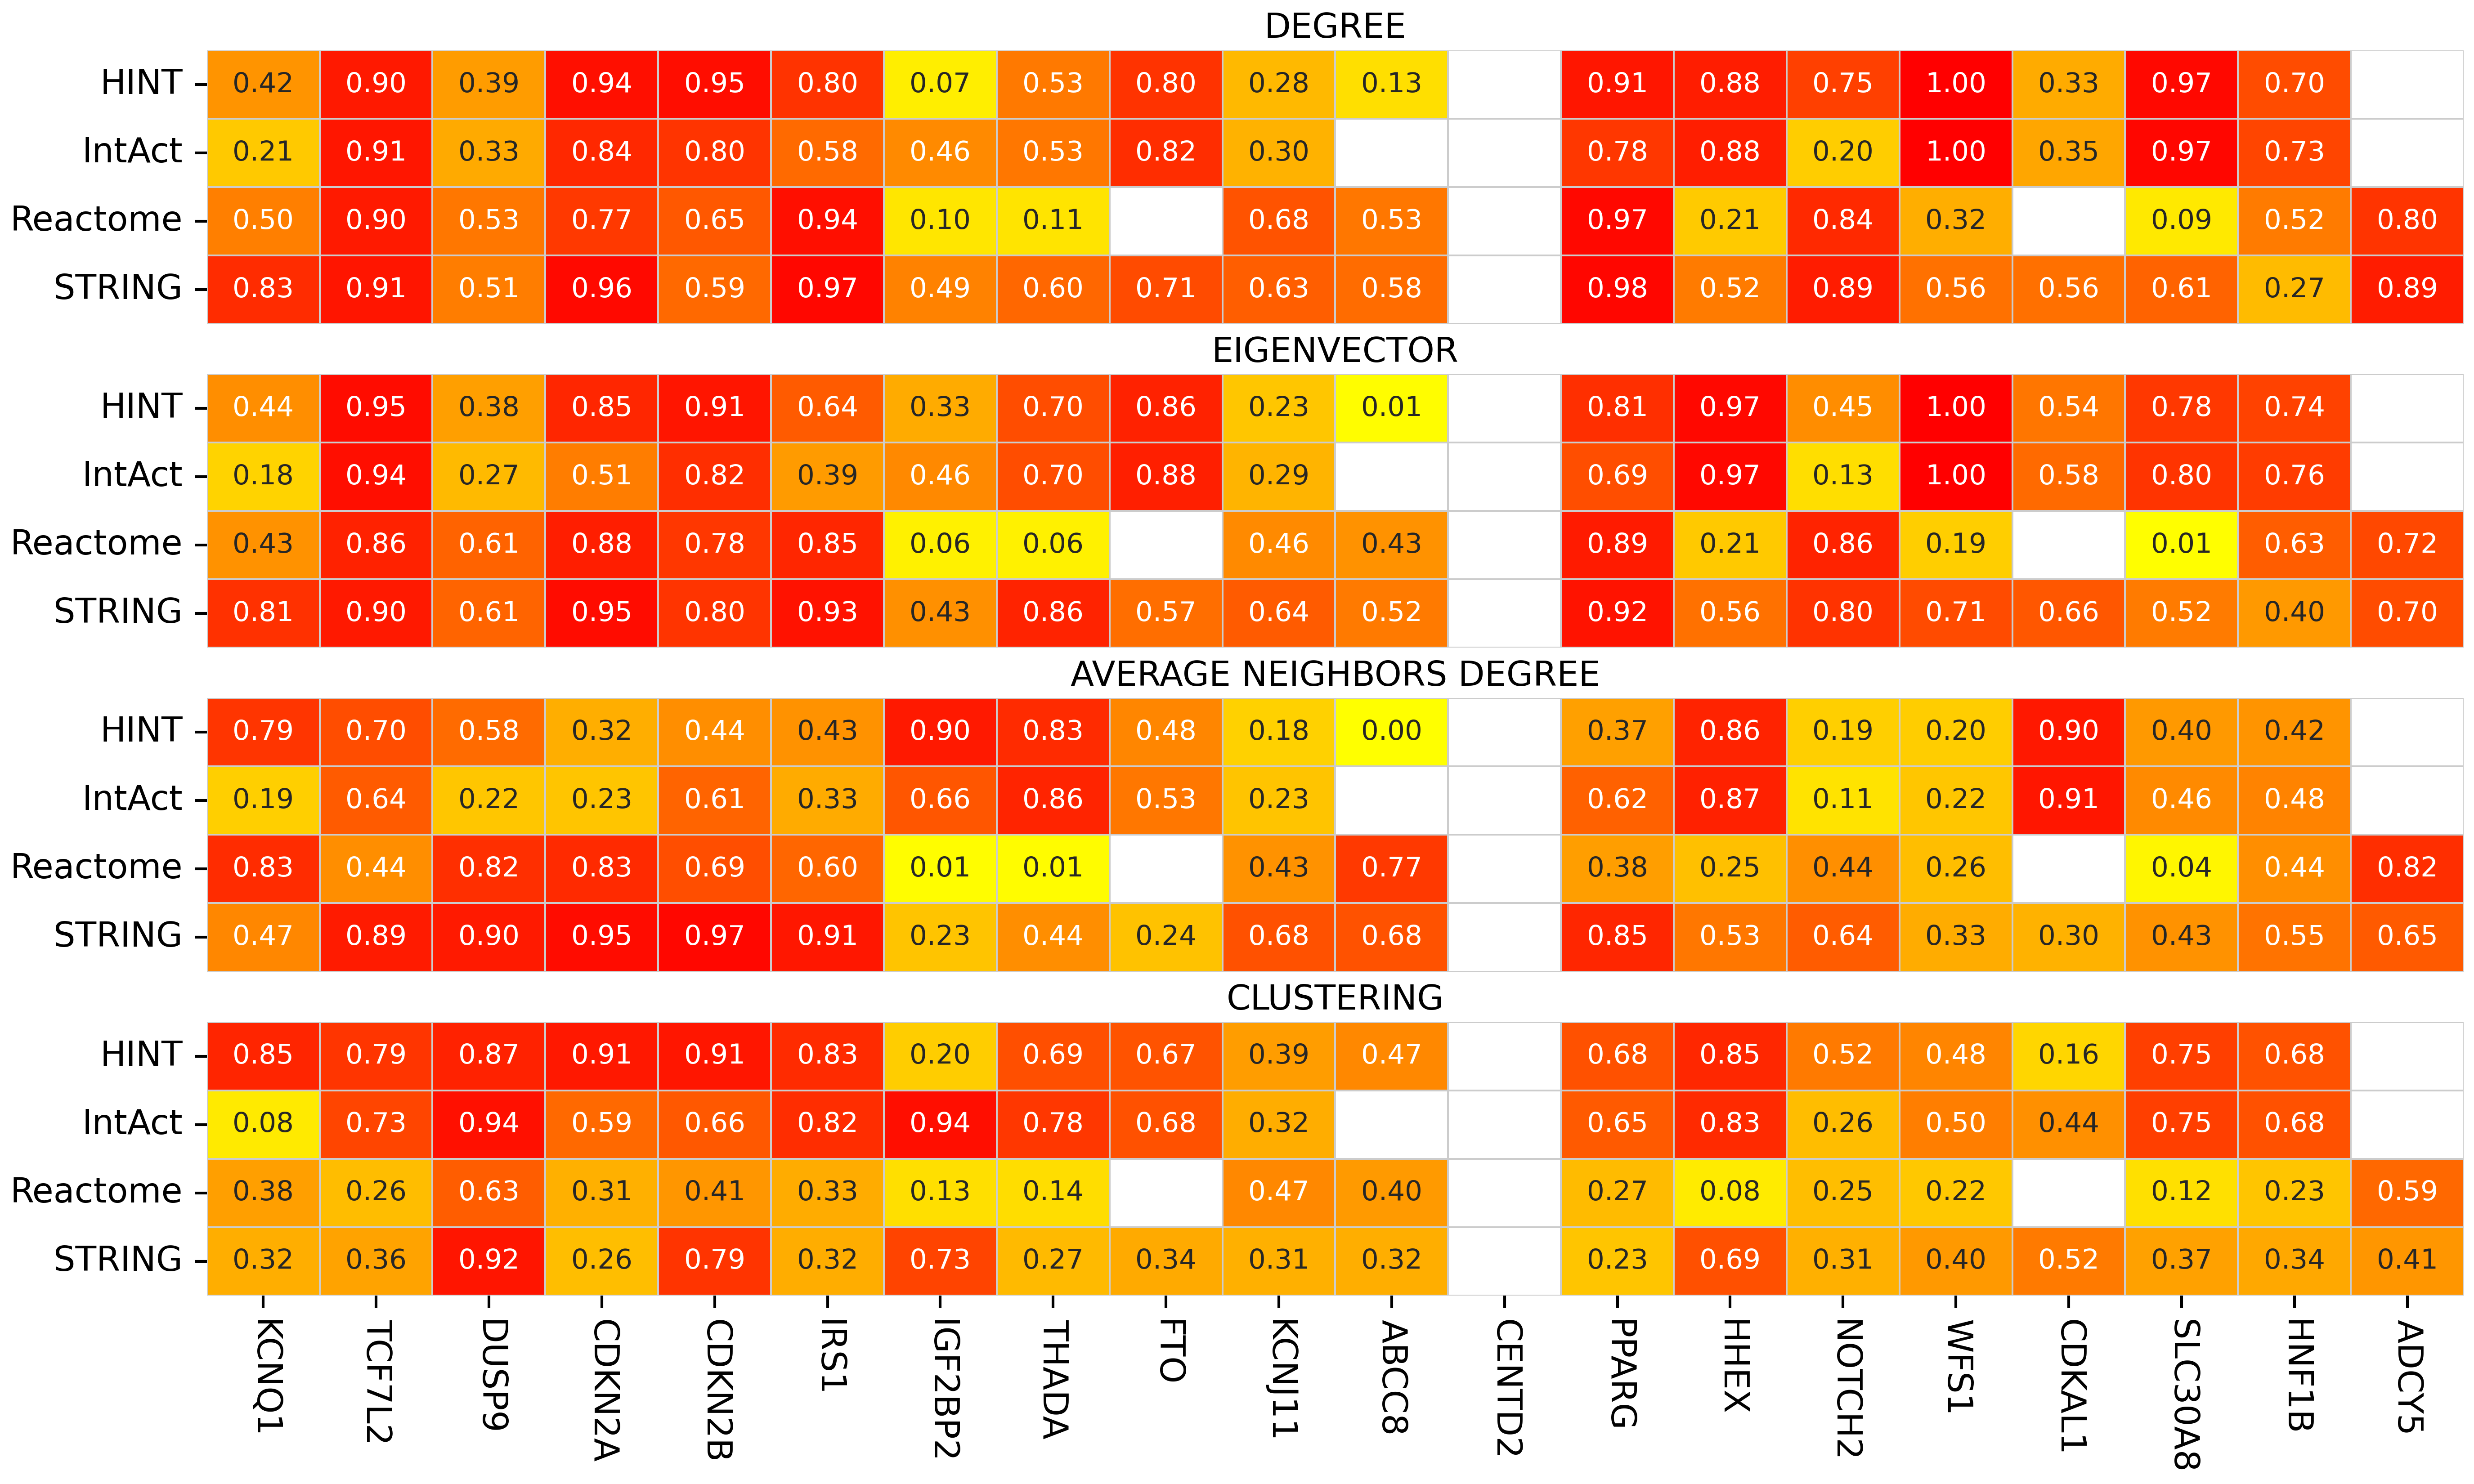 DEGREE
HINT 0.42 0.90 0.39 0.94 0.95 0.80 0.07 0.53 0.80 0.28 0.13 0.91 0.88 0.75 1.00 0.33 0.97 0.70
IntAct 0.21 0.91 0.33 0.84 0.80 0.58 0.46 0.53 0.82 0.30 0.78 0.88 0.20 1.00 0.35 0.97 0.73
Reactome 0.50 0.90 0.53 0.77 0.65 0.94 0.10 0.11 0.68 0.53 0.97 0.21 0.84 0.32 0.09 0.52 0.80
STRING 0.83 0.91 0.51 0.96 0.59 0.97 0.49 0.60 0.71 0.63 0.58 0.98 0.52 0.89 0.56 0.56 0.61 0.27 0.89
EIGENVECTOR
HINT 0.44 0.95 0.38 0.85 0.91 0.64 0.33 0.70 0.86 0.23 0.01 0.81 0.97 0.45 1.00 0.54 0.78 0.74
IntAct 0.18 0.94 0.27 0.51 0.82 0.39 0.46 0.70 0.88 0.29 0.69 0.97 0.13 1.00 0.58 0.80 0.76
Reactome 0.43 0.86 0.61 0.88 0.78 0.85 0.06 0.06 0.46 0.43 0.89 0.21 0.86 0.19 0.01 0.63 0.72
STRING 0.81 0.90 0.61 0.95 0.80 0.93 0.43 0.86 0.57 0.64 0.52 0.92 0.56 0.80 0.71 0.66 0.52 0.40 0.70
AVERAGE NEIGHBORS DEGREE
HINT 0.79 0.70 0.58 0.32 0.44 0.43 0.90 0.83 0.48 0.18 0.00 0.37 0.86 0.19 0.20 0.90 0.40 0.42
IntAct 0.19 0.64 0.22 0.23 0.61 0.33 0.66 0.86 0.53 0.23 0.62 0.87 0.11 0.22 0.91 0.46 0.48
Reactome 0.83 0.44 0.82 0.83 0.69 0.60 0.01 0.01 0.43 0.77 0.38 0.25 0.44 0.26 0.04 0.44 0.82
STRING 0.47 0.89 0.90 0.95 0.97 0.91 0.23 0.44 0.24 0.68 0.68 0.85 0.53 0.64 0.33 0.30 0.43 0.55 0.65
CLUSTERING
HINT 0.85 0.79 0.87 0.91 0.91 0.83 0.20 0.69 0.67 0.39 0.47 0.68 0.85 0.52 0.48 0.16 0.75 0.68
IntAct 0.08 0.73 0.94 0.59 0.66 0.82 0.94 0.78 0.68 0.32 0.65 0.83 0.26 0.50 0.44 0.75 0.68
Reactome 0.38 0.26 0.63 0.31 0.41 0.33 0.13 0.14 0.47 0.40 0.27 0.08 0.25 0.22 0.12 0.23 0.59
STRING 0.32 0.36 0.92 0.26 0.79 0.32 0.73 0.27 0.34 0.31 0.32 0.23 0.69 0.31 0.40 0.52 0.37 0.34 0.41
KCNQ1 TCF7L2 DUSP9 CDKN2A CDKN2B IRS1 IGF2BP2 THADA FTO KCNJ11 ABCC8 CENTD2 PPARG HHEX NOTCH2 WFS1 CDKAL1 SLC30A8 HNF1B ADCY5